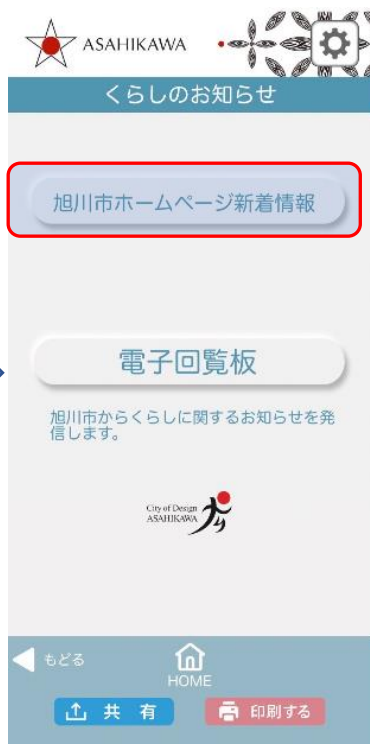 ASAHIKAWA
くらしのお知らせ
旭川市ホームページ新着情報
電子回覧板
旭川市からくらしに関するお知らせを発
信します。
City of Design
ASAHIKAWA
もどる
HOME
共 有
印刷する